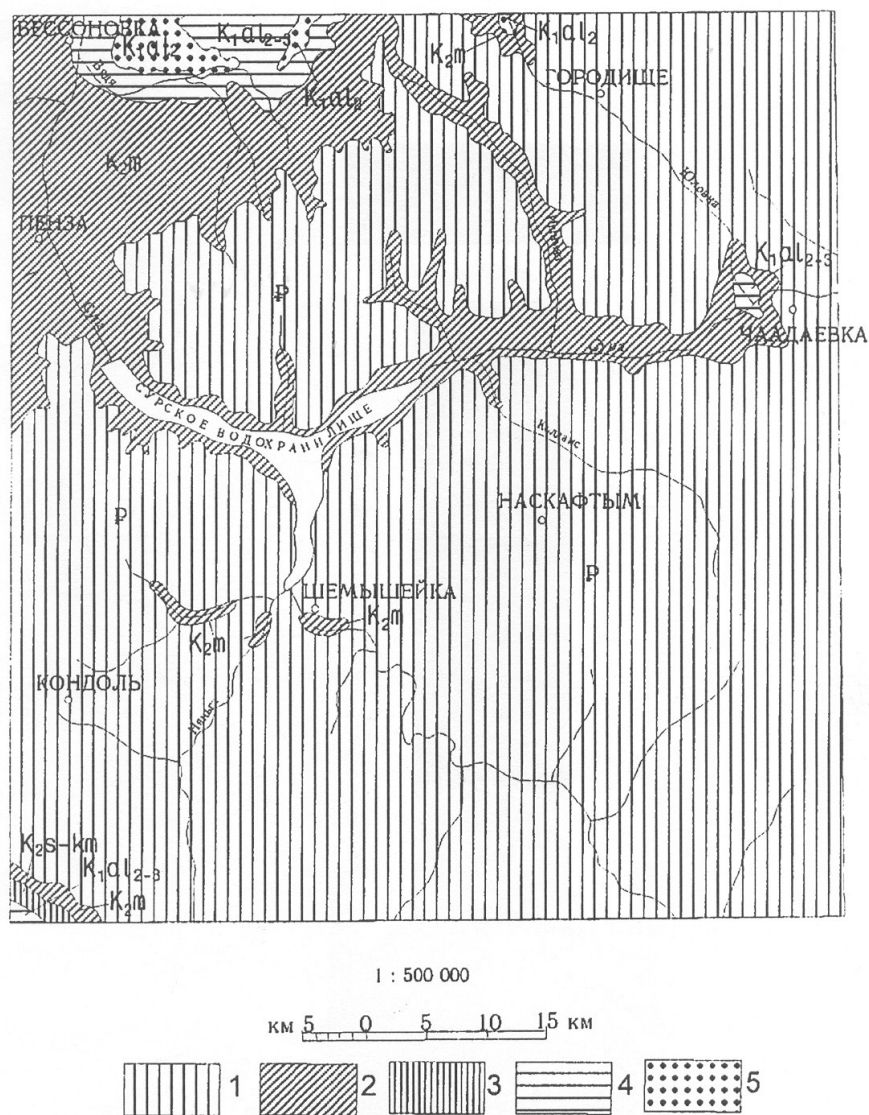 БЕССОНОВКА
K₁al₂
K₁al₂₋₃
K₁al₂
K₂m
K₁al₂
ГОРОДИЩЕ
K₂m
Юловка
ПЕНЗА
K₁al₂₋₃
ЧААДАЕВКА
Р
Сура
СУРСКОЕ ВОДОХРАНИЛИЩЕ
НАСКАФТЫМ
Р
Р
ШЕМЫШЕЙКА
K₂m
K₂m
КОНДОЛЬ
K₂s-km
K₁al₂₋₃
K₂m
1 : 500 000
км 5 0 5 10 15 км
1 2 3 4 5